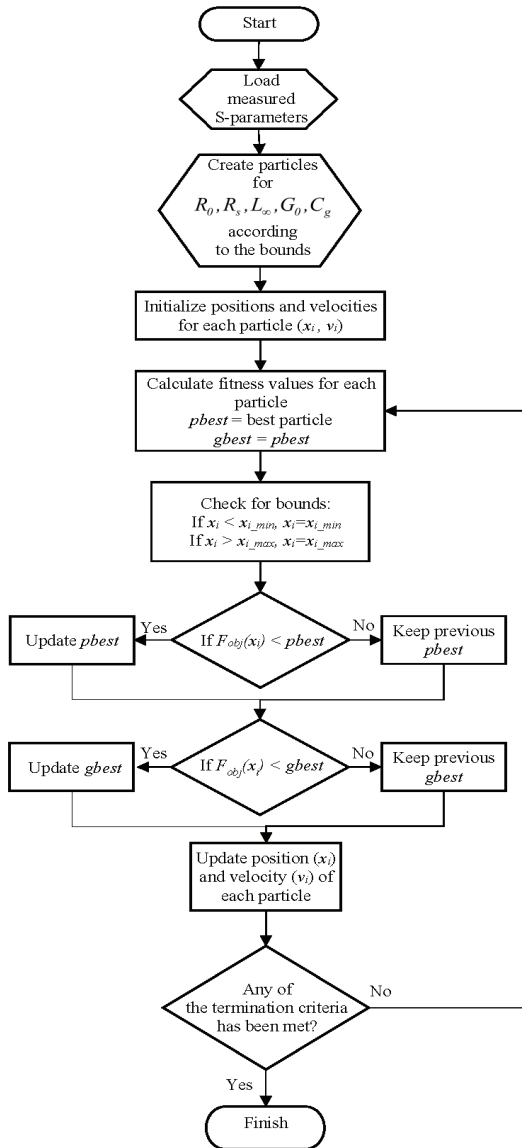 Start
Load
measured
S-parameters
Create particles
for
R₀, Rₛ, L∞, G₀, C_g
according
to the bounds
Initialize positions and velocities
for each particle (xᵢ, vᵢ)
Calculate fitness values for each
particle
pbest = best particle
gbest = pbest
Check for bounds:
If xᵢ < xᵢ_min, xᵢ=xᵢ_min
If xᵢ > xᵢ_max, xᵢ=xᵢ_max
Yes
No
Update pbest
If F_obj(xᵢ) < pbest
Keep previous
pbest
Yes
No
Update gbest
If F_obj(xᵢ) < gbest
Keep previous
gbest
Update position (xᵢ)
and velocity (vᵢ) of
each particle
Any of
the termination criteria
has been met?
No
Yes
Finish